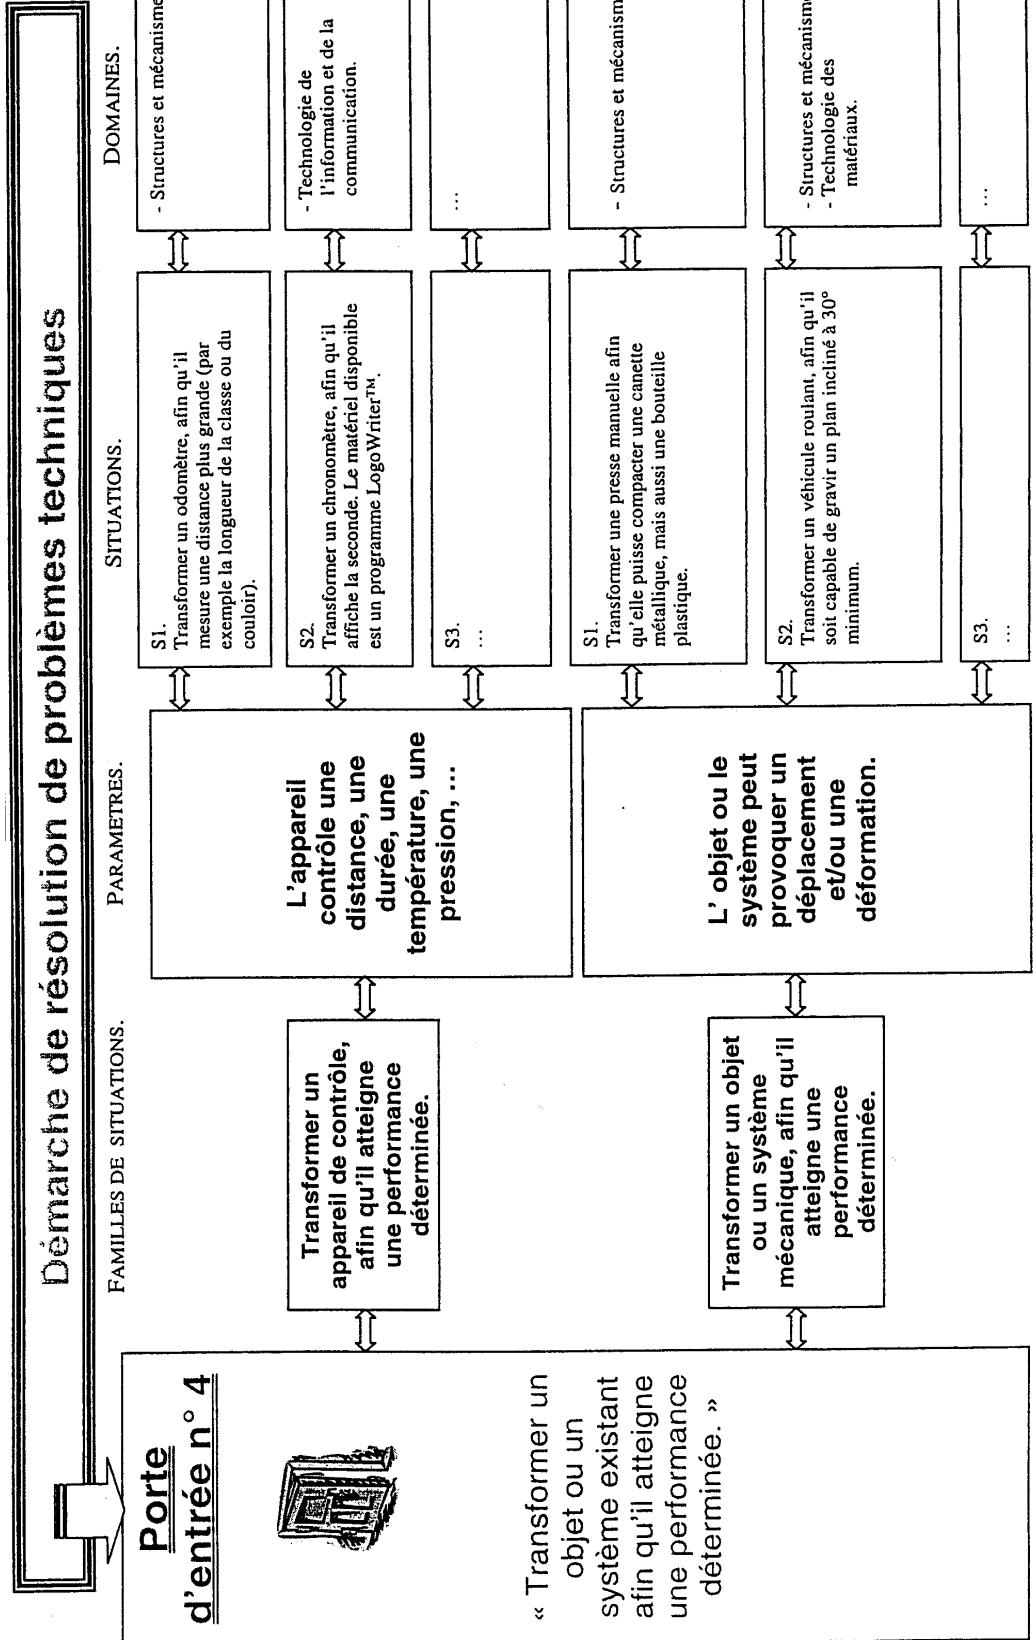 Démarche de résolution de problèmes techniques
FAMILLES DE SITUATIONS.
PARAMETRES.
SITUATIONS.
DOMAINES.
Porte
d'entrée n° 4
« Transformer un
objet ou un
système existant
afin qu'il atteigne
une performance
déterminée. »
Transformer un
appareil de contrôle,
afin qu'il atteigne
une performance
déterminée.
L'appareil
contrôle une
distance, une
durée, une
température, une
pression, ...
S1.
Transformer un odomètre, afin qu'il
mesure une distance plus grande (par
exemple la longueur de la classe ou du
couloir).
- Structures et mécanisme
S2.
Transformer un chronomètre, afin qu'il
affiche la seconde. Le matériel disponible
est un programme LogoWriter™.
- Technologie de
l'information et de la
communication.
S3.
...
...
Transformer un objet
ou un système
mécanique, afin qu'il
atteigne une
performance
déterminée.
L' objet ou le
système peut
provoquer un
déplacement
et/ou une
déformation.
S1.
Transformer une presse manuelle afin
qu'elle puisse compacter une canette
métallique, mais aussi une bouteille
plastique.
- Structures et mécanism
S2.
Transformer un véhicule roulant, afin qu'il
soit capable de gravir un plan incliné à 30°
minimum.
- Structures et mécanism
- Technologie des
matériaux.
S3.
...
...